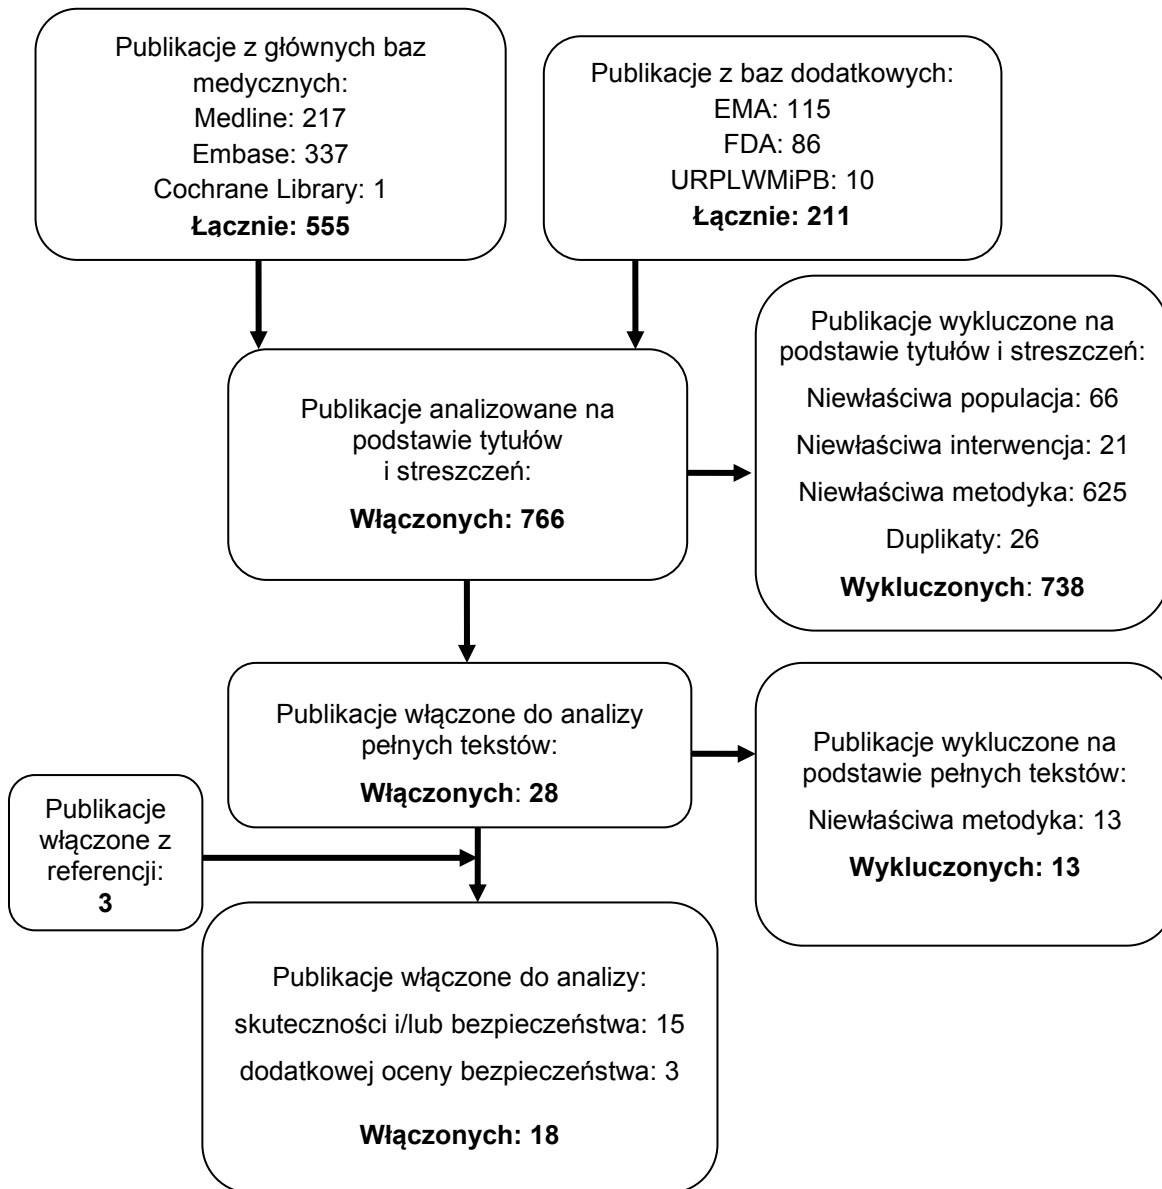 Publikacje z głównych baz
medycznych:
Medline: 217
Embase: 337
Cochrane Library: 1
Łącznie: 555
Publikacje z baz dodatkowych:
EMA: 115
FDA: 86
URPLWMiPB: 10
Łącznie: 211
Publikacje wykluczone na
podstawie tytułów i streszczeń:
Niewłaściwa populacja: 66
Niewłaściwa interwencja: 21
Niewłaściwa metodyka: 625
Duplikaty: 26
Wykluczonych: 738
Publikacje analizowane na
podstawie tytułów
i streszczeń:
Włączonych: 766
Publikacje włączone do analizy
pełnych tekstów:
Włączonych: 28
Publikacje wykluczone na
podstawie pełnych tekstów:
Niewłaściwa metodyka: 13
Wykluczonych: 13
Publikacje
włączone z
referencji:
3
Publikacje włączone do analizy:
skuteczności i/lub bezpieczeństwa: 15
dodatkowej oceny bezpieczeństwa: 3
Włączonych: 18